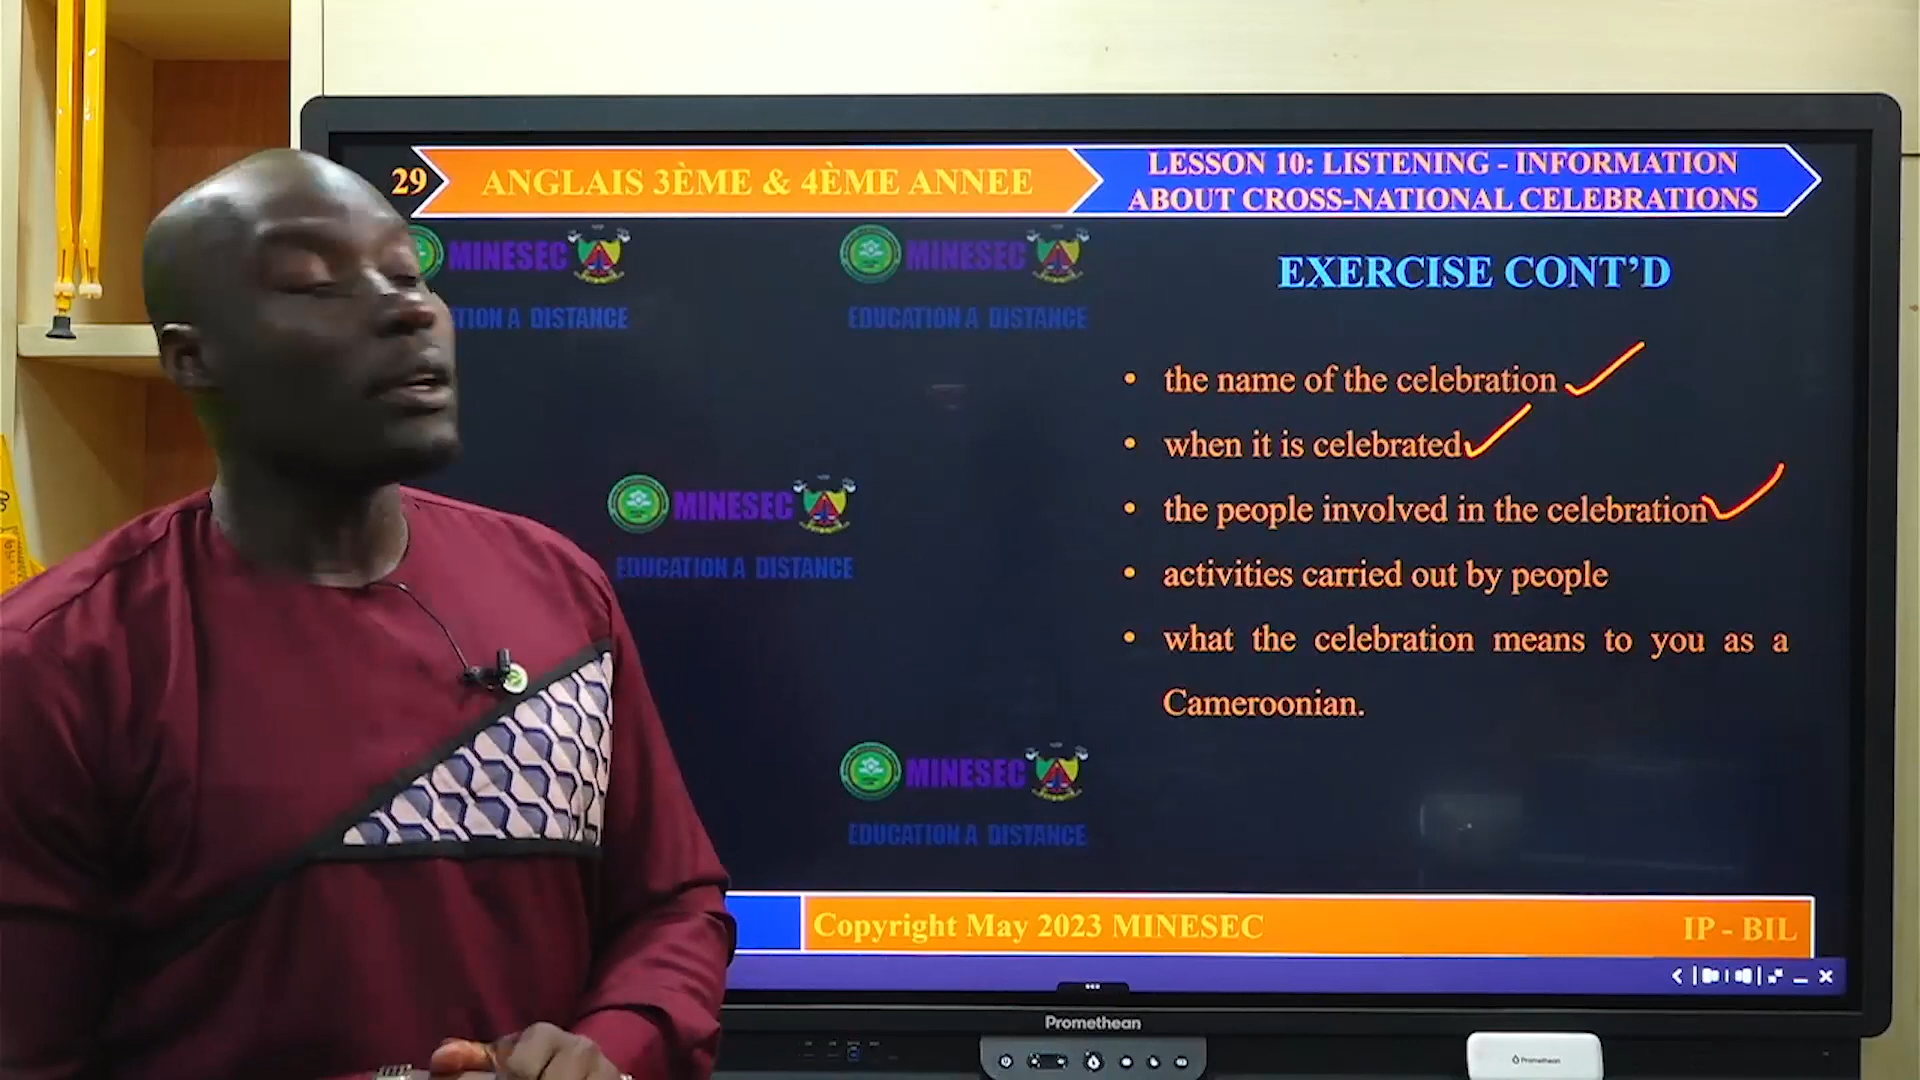 29
ANGLAIS 3ÈME & 4ÈME ANNEE
LESSON 10: LISTENING - INFORMATION
ABOUT CROSS-NATIONAL CELEBRATIONS
MINESEC
TION A DISTANCE
MINESEC
EDUCATION A DISTANCE
EXERCISE CONT’D
• the name of the celebration
• when it is celebrated
• the people involved in the celebration
• activities carried out by people
• what the celebration means to you as a
Cameroonian.
MINESEC
EDUCATION A DISTANCE
MINESEC
EDUCATION A DISTANCE
Copyright May 2023 MINESEC
IP - BIL
Promethean
Promethean